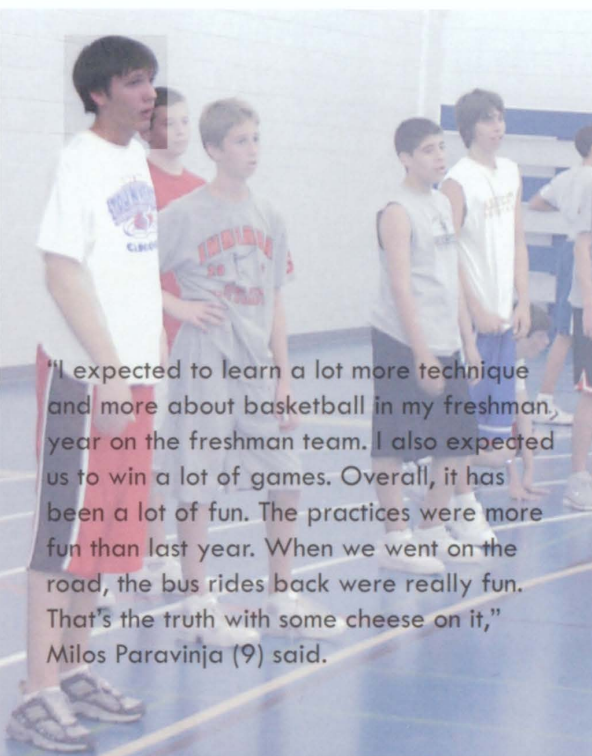 INDIANA
"I expected to learn a lot more technique
and more about basketball in my freshman
year on the freshman team. I also expected
us to win a lot of games. Overall, it has
been a lot of fun. The practices were more
fun than last year. When we went on the
road, the bus rides back were really fun.
That's the truth with some cheese on it,"
Milos Paravinja (9) said.